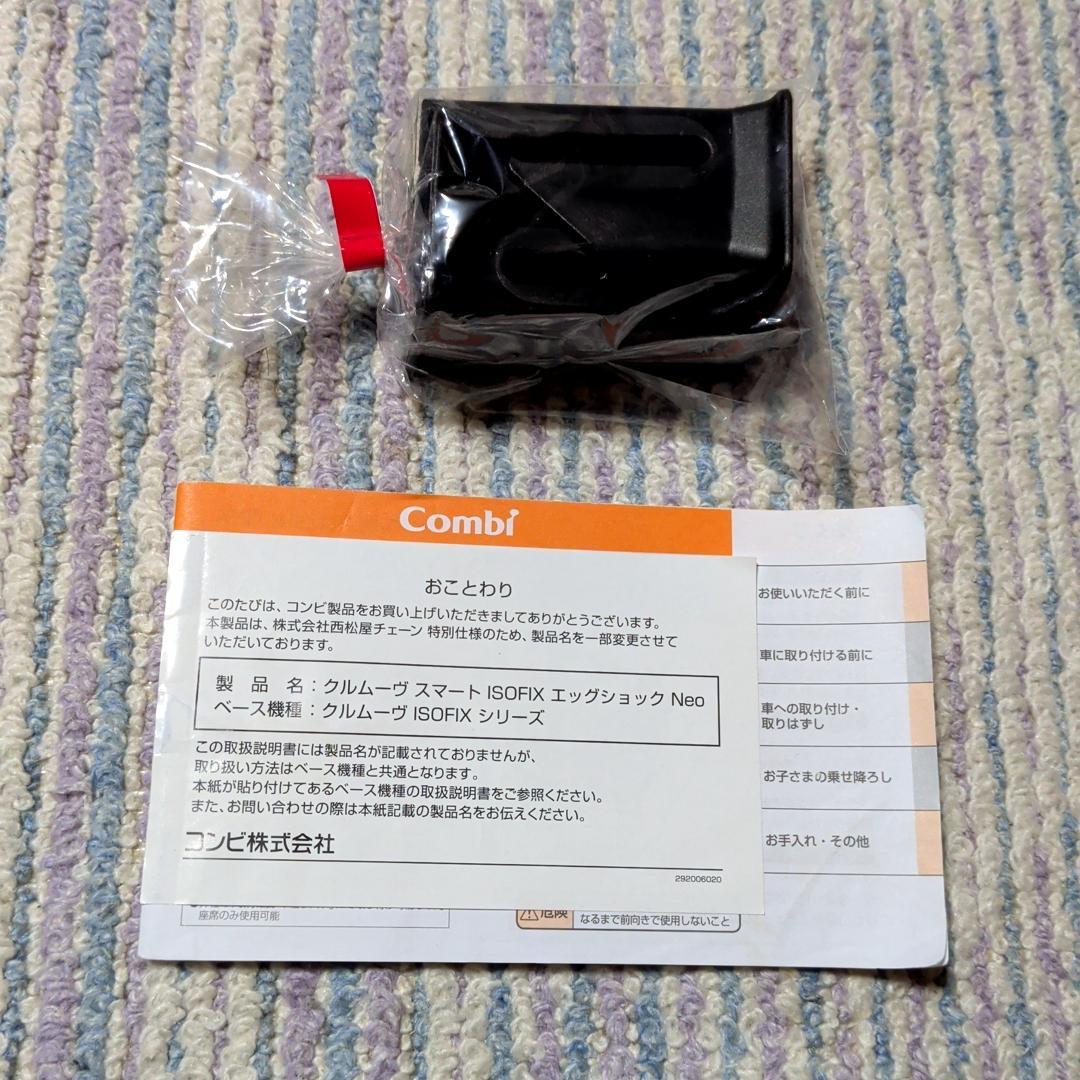 Combi
おことわり
このたびは、コンビ製品をお買い上げいただきましてありがとうございます。
本製品は、株式会社西松屋チェーン 特別仕様のため、製品名を一部変更させて
いただいております。
製 品 名：クルムーヴ スマート ISOFIX エッグショック Neo
ベース機種：クルムーヴ ISOFIX シリーズ
この取扱説明書には製品名が記載されておりませんが、
取り扱い方法はベース機種と共通となります。
本紙が貼り付けてあるベース機種の取扱説明書をご参照ください。
また、お問い合わせの際は本紙記載の製品名をお伝えください。
コンビ株式会社
292006020
お使いいただく前に
車に取り付ける前に
車への取り付け・
取りはずし
お子さまの乗せ降ろし
お手入れ・その他
座席のみ使用可能
危険
なるまで前向きで使用しないこと